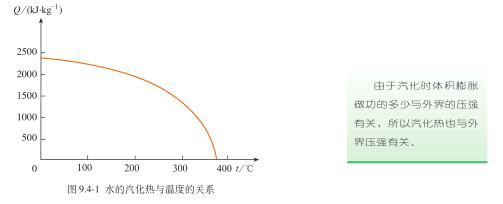 Q/(kJ·kg⁻¹)
2500
2000
1500
1000
500
0
100
200
300
400
t/℃
图9.4-1 水的汽化热与温度的关系
由于汽化时体积膨胀
做功的多少与外界的压强
有关，所以汽化热也与外
界压强有关。